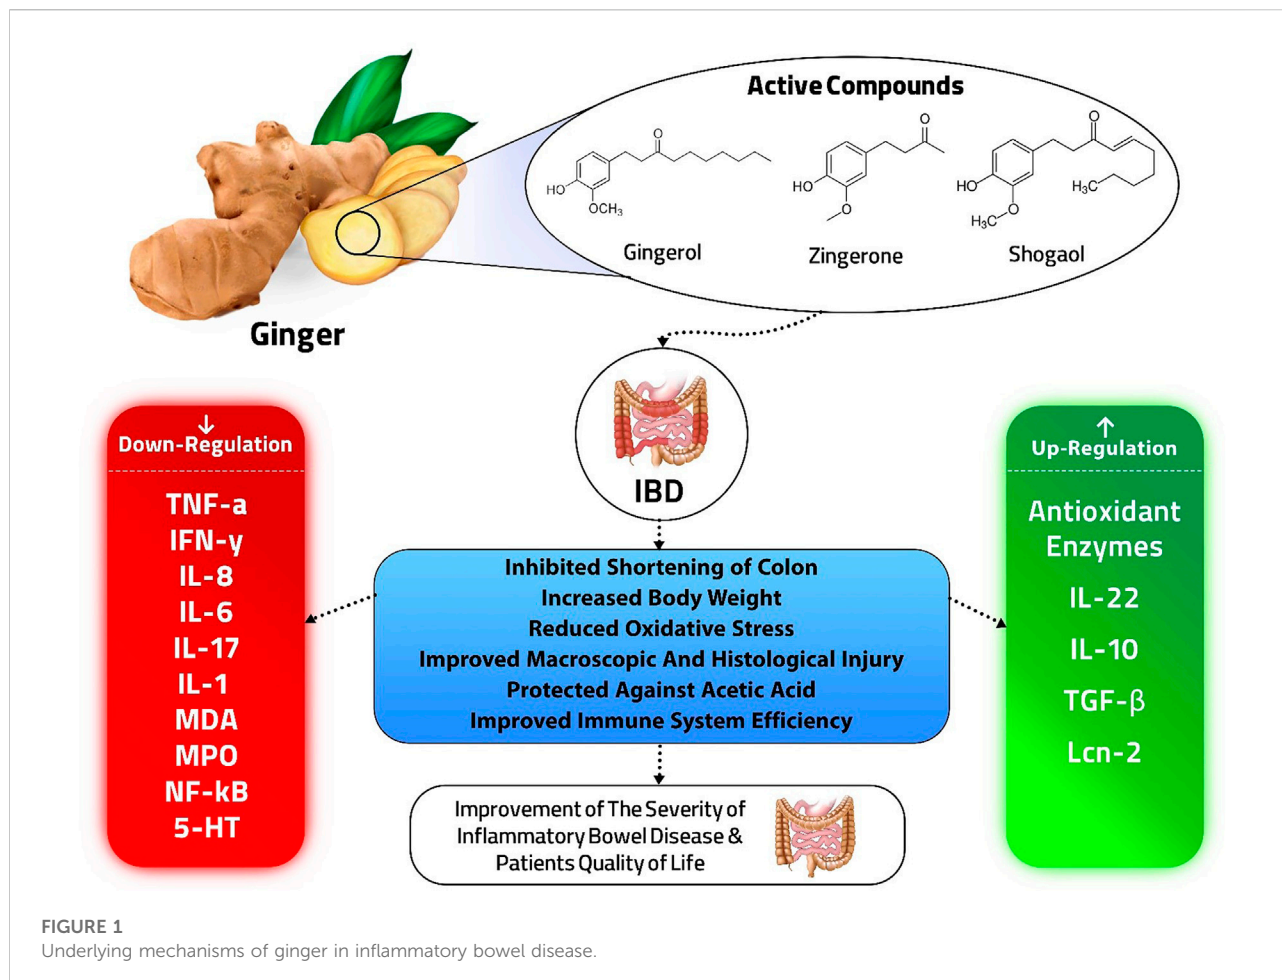 Active Compounds
O
HO
OCH₃
Gingerol
O
HO
O
Zingerone
O
HO
O
H₃C
H₃C
Shogaol
Ginger
IBD
↓
Down-Regulation
TNF-a
IFN-y
IL-8
IL-6
IL-17
IL-1
MDA
MPO
NF-kB
5-HT
Inhibited Shortening of Colon
Increased Body Weight
Reduced Oxidative Stress
Improved Macroscopic And Histological Injury
Protected Against Acetic Acid
Improved Immune System Efficiency
↑
Up-Regulation
Antioxidant
Enzymes
IL-22
IL-10
TGF-β
Lcn-2
Improvement of The Severity of
Inflammatory Bowel Disease &
Patients Quality of Life
FIGURE 1
Underlying mechanisms of ginger in inflammatory bowel disease.